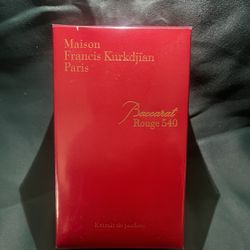 Maison
Francis Kurkdjian
Paris
Baccarat
Rouge 540
Extrait de parfum